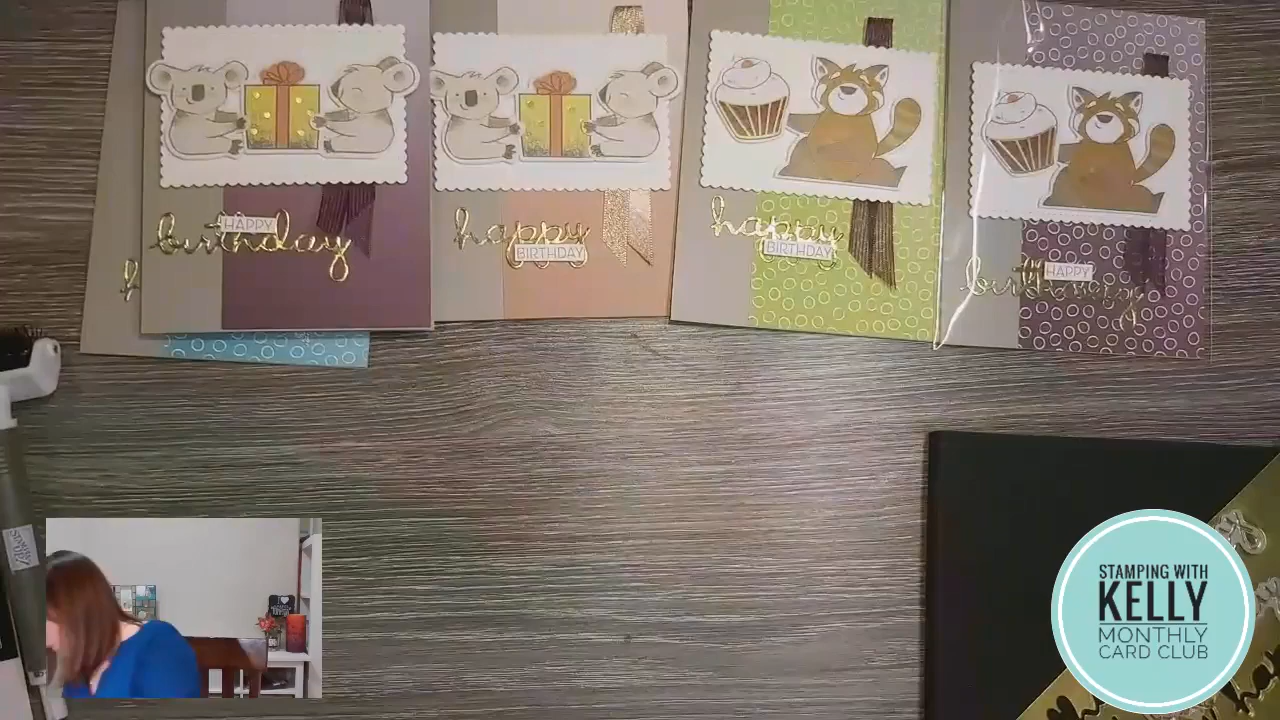 HAPPY
birthday
happy
BIRTHDAY
happy
BIRTHDAY
HAPPY
birthday
h
STAMPING WITH
KELLY
MONTHLY
CARD CLUB